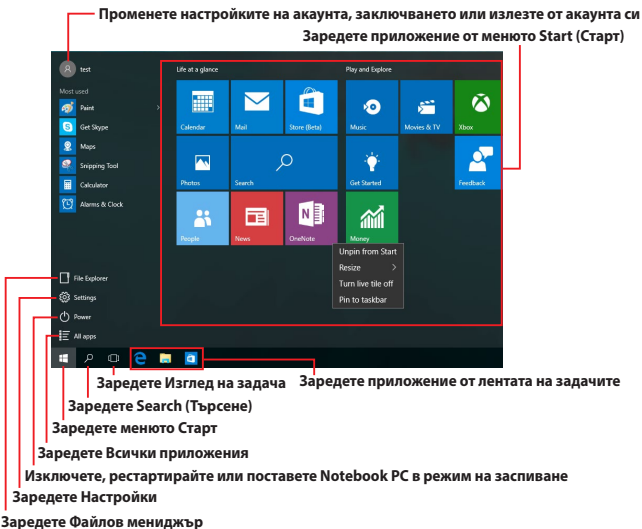 Променете настройките на акаунта, заключването или излезте от акаунта си
Заредете приложение от менюто Start (Старт)
test
Life at a glance
Play and Explore
Most used
Paint
Get Skype
Maps
Snipping Tool
Calculator
Alarms & Clock
Calendar
Mail
Store (Beta)
Music
Movies & TV
Xbox
Photos
Search
Get Started
Feedback
People
News
OneNote
Money
Unpin from Start
Resize
Turn live tile off
Pin to taskbar
File Explorer
Settings
Power
All apps
Заредете Изглед на задача
Заредете приложение от лентата на задачите
Заредете Search (Търсене)
Заредете менюто Старт
Заредете Всички приложения
Изключете, рестартирайте или поставете Notebook PC в режим на заспиване
Заредете Настройки
Заредете Файлов мениджър